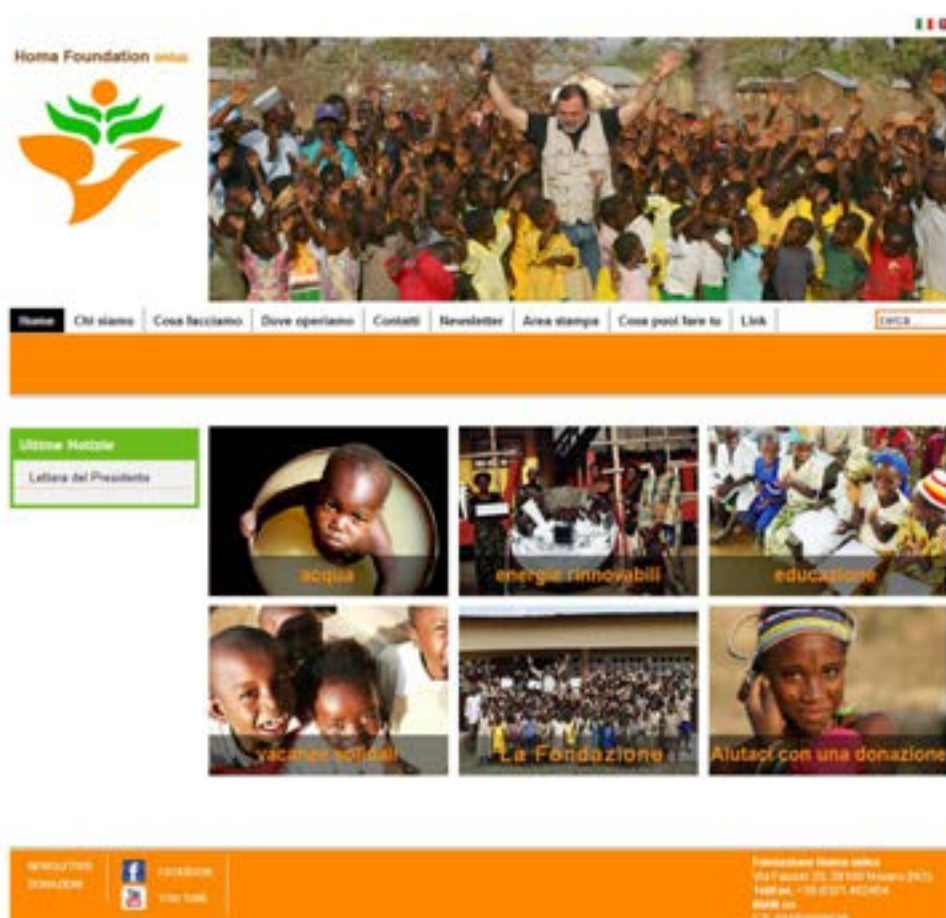 Homa Foundation onlus
Home Chi siamo Cosa facciamo Dove operiamo Contatti Newsletter Area stampa Cosa puoi fare tu Link cerca
Ultime Notizie
Lettera del Presidente
acqua
energie rinnovabili
educazione
vacanze solidali
La Fondazione
Aiutaci con una donazione
NEWSLETTER
DONAZIONI
FACEBOOK
YOU TUBE
Fondazione Homa onlus